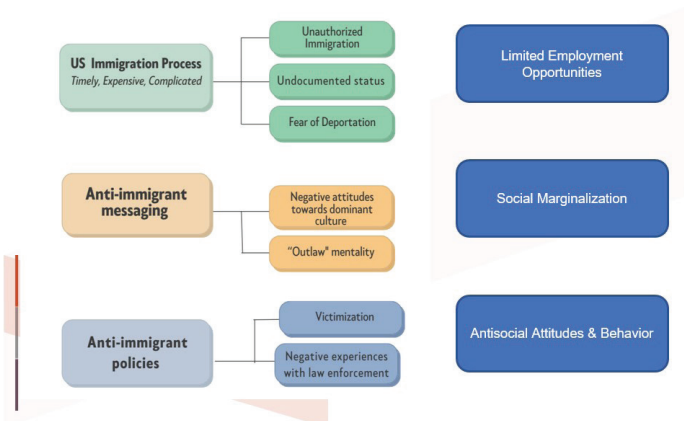 US Immigration Process
Timely, Expensive, Complicated
Unauthorized
Immigration
Undocumented status
Fear of Deportation
Limited Employment
Opportunities
Anti-immigrant
messaging
Negative attitudes
towards dominant
culture
“Outlaw" mentality
Social Marginalization
Anti-immigrant
policies
Victimization
Negative experiences
with law enforcement
Antisocial Attitudes & Behavior